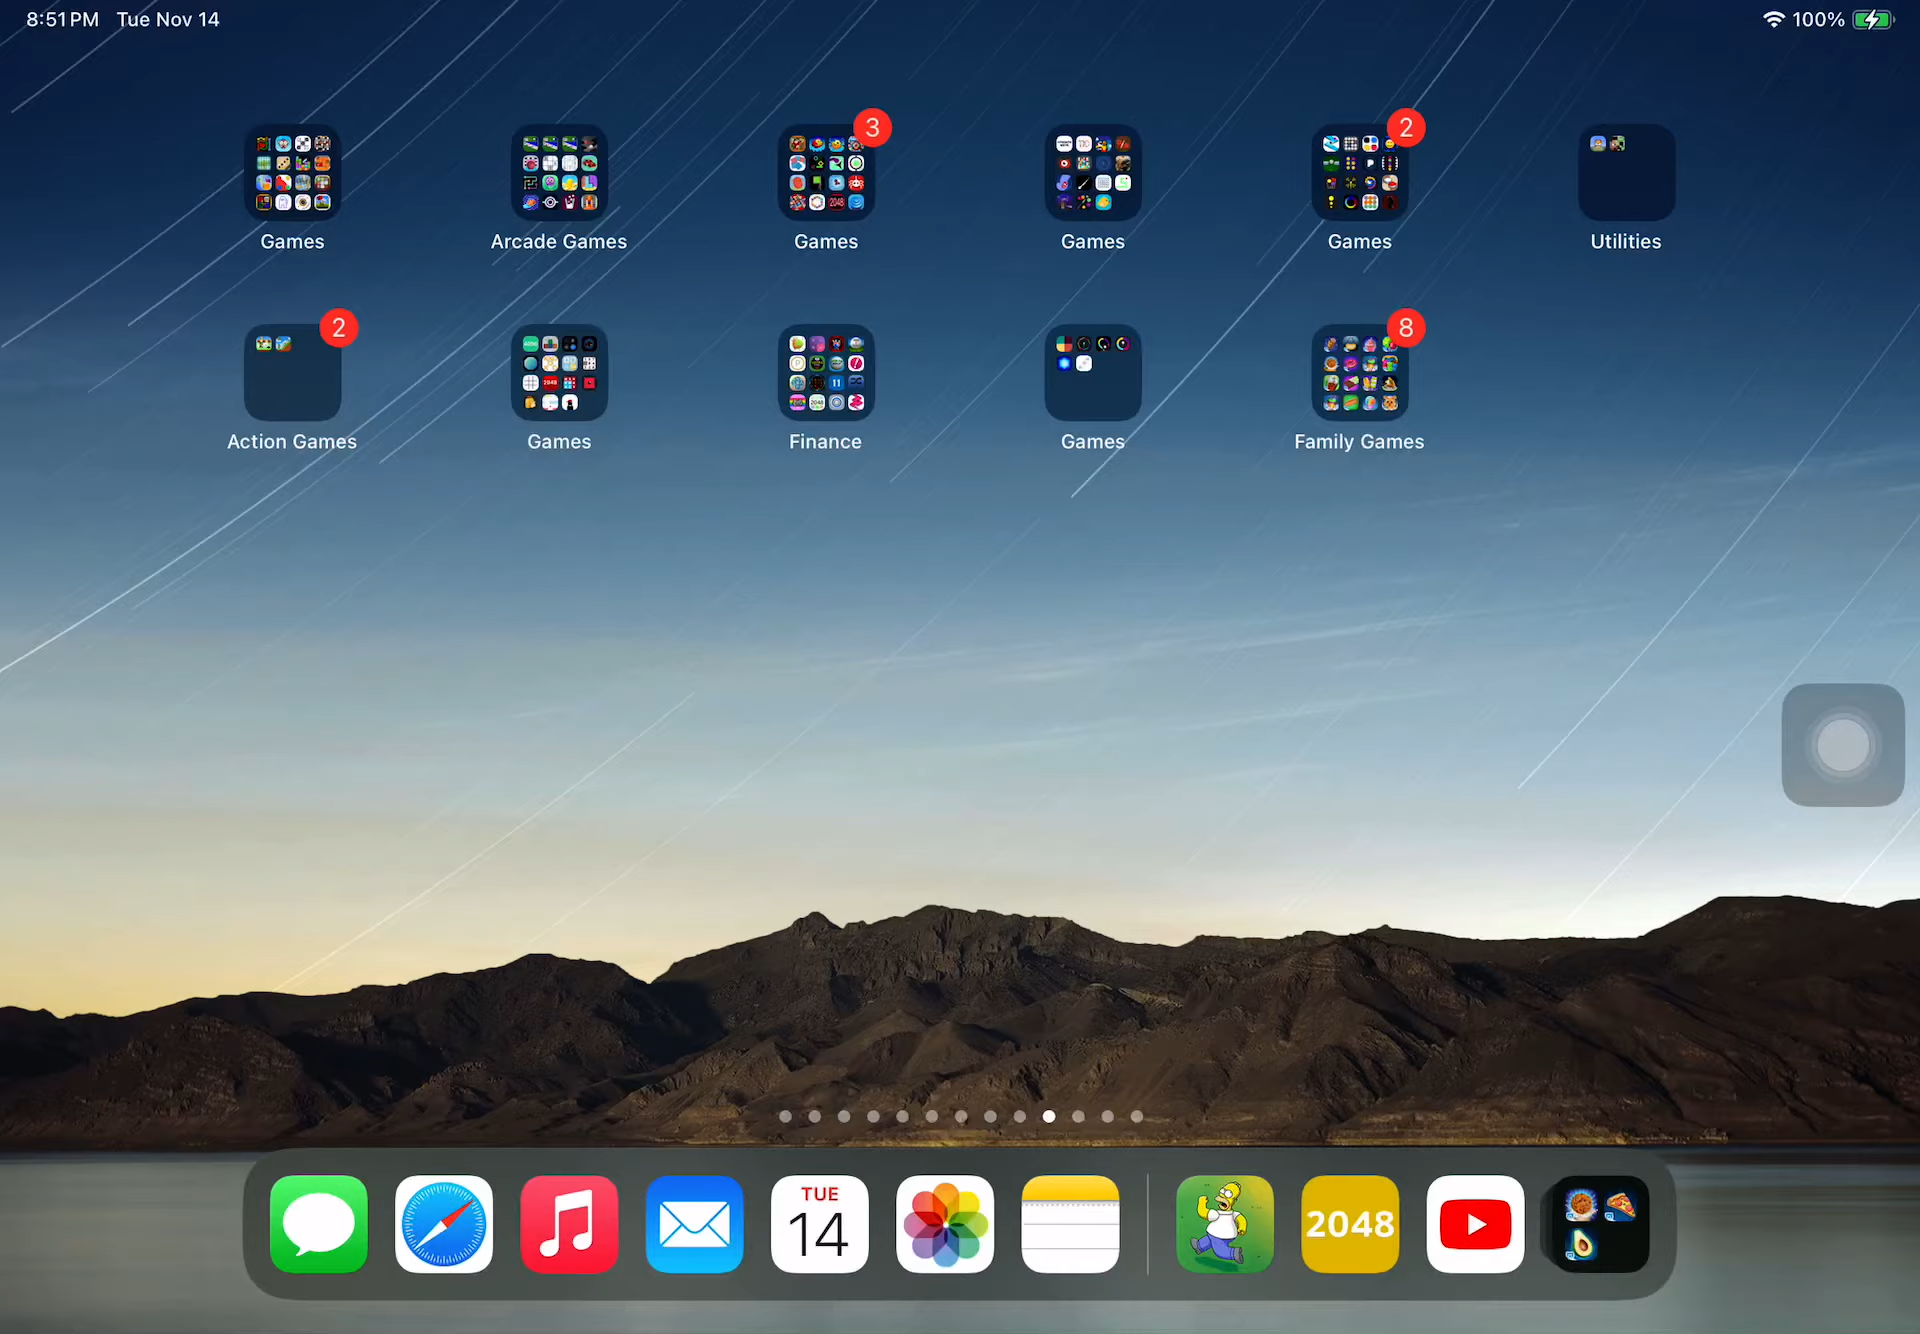 8:51 PM Tue Nov 14
100%
3
2
Games
Arcade Games
Games
Games
Games
Utilities
2
8
Action Games
Games
Finance
Games
Family Games
TUE
14
2048